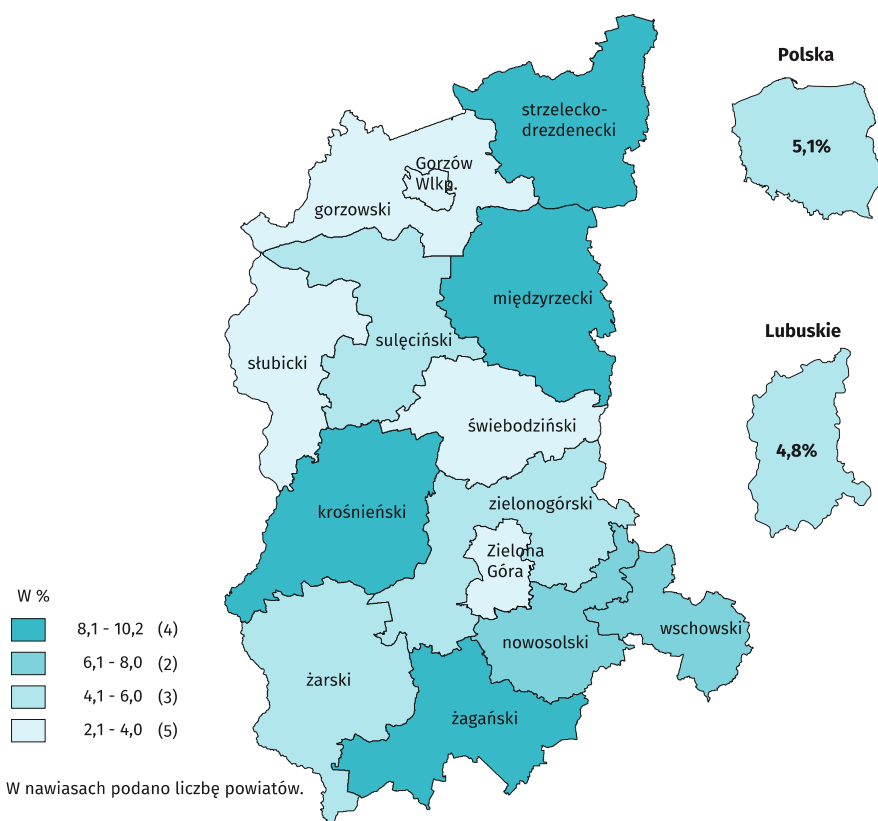 Polska
5,1%
strzelecko-
drezdenecki
Gorzów
Wlkp.
gorzowski
międzyrzecki
Lubuskie
4,8%
sulęciński
słubicki
świebodziński
zielonogórski
krośnieński
Zielona
Góra
W %
8,1 - 10,2 (4)
6,1 - 8,0 (2)
4,1 - 6,0 (3)
2,1 - 4,0 (5)
wschowski
nowosolski
żarski
żagański
W nawiasach podano liczbę powiatów.